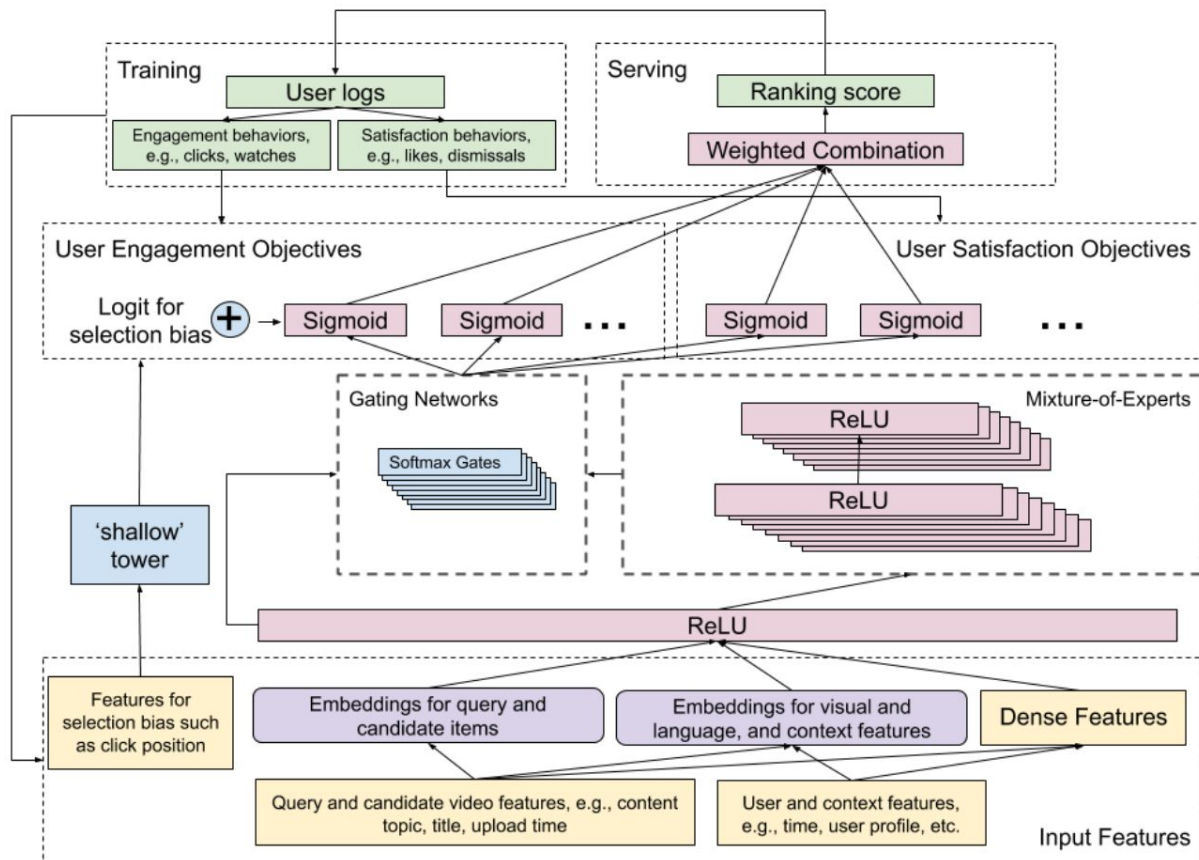 Training
User logs
Engagement behaviors,
e.g., clicks, watches
Satisfaction behaviors,
e.g., likes, dismissals
Serving
Ranking score
Weighted Combination
User Engagement Objectives
Logit for
selection bias
+
Sigmoid
Sigmoid
...
User Satisfaction Objectives
Sigmoid
Sigmoid
...
Gating Networks
Softmax Gates
Mixture-of-Experts
ReLU
ReLU
'shallow'
tower
ReLU
Features for
selection bias such
as click position
Embeddings for query and
candidate items
Embeddings for visual and
language, and context features
Dense Features
Query and candidate video features, e.g., content
topic, title, upload time
User and context features,
e.g., time, user profile, etc.
Input Features